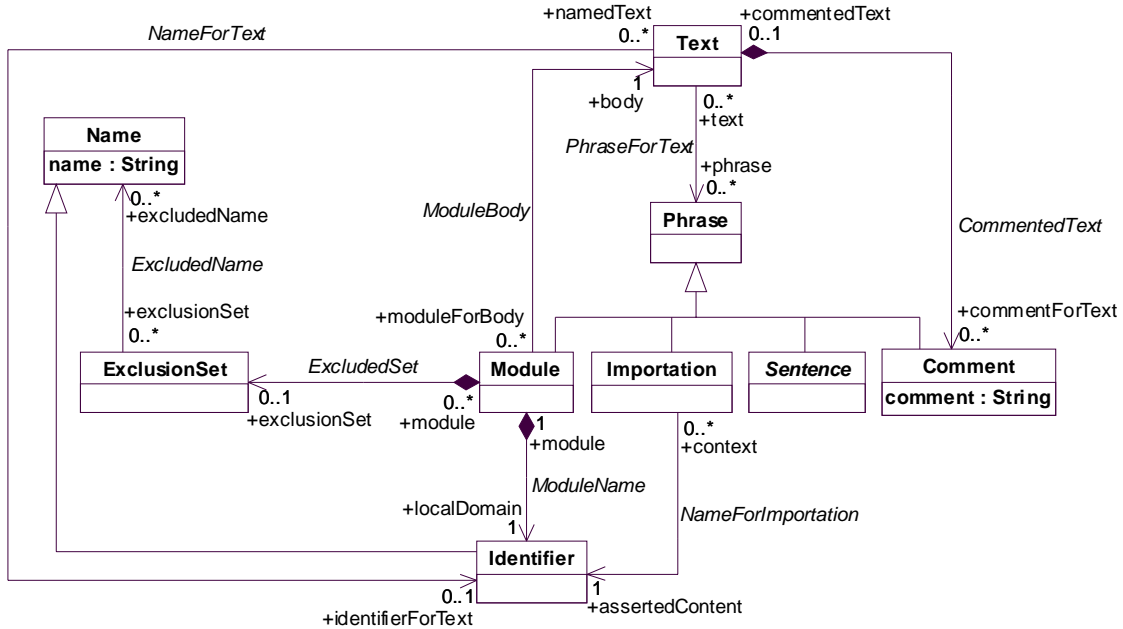 +namedText
+commentedText
NameForText
0..*
0..1
Text
1
+body
0..*
+text
Name
name : String
PhraseForText
+phrase
0..*
0..*
+excludedName
ModuleBody
Phrase
CommentedText
ExcludedName
+exclusionSet
0..*
+moduleForBody
0..*
+commentForText
0..*
ExclusionSet
ExcludedSet
Module
Importation
Sentence
Comment
comment : String
0..1
+exclusionSet
0..*
+module
1
+module
0..*
+context
ModuleName
+localDomain
1
NameForImportation
Identifier
0..1
+identifierForText
1
+assertedContent